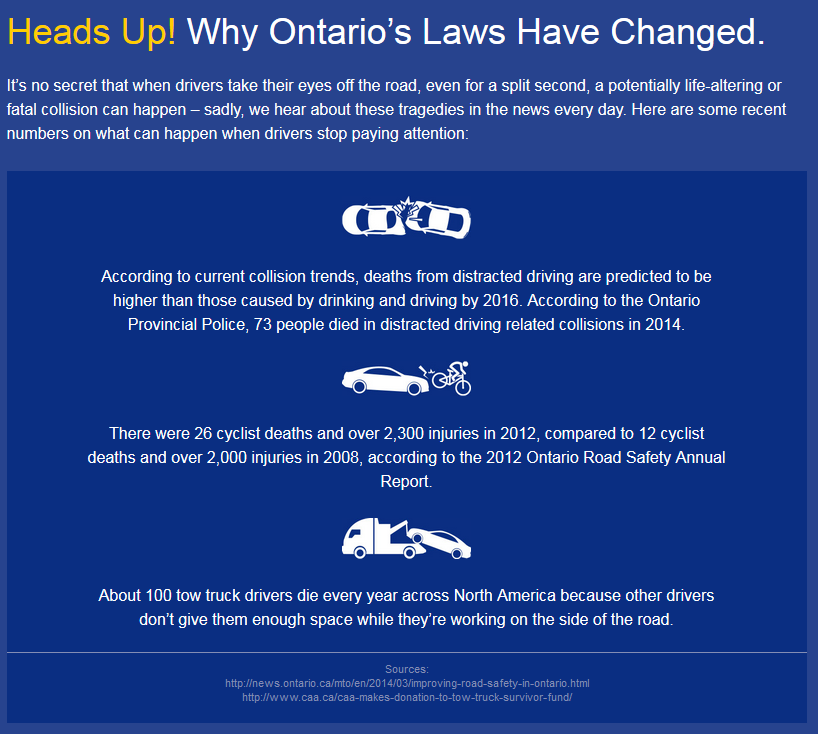 Heads Up! Why Ontario’s Laws Have Changed.
It’s no secret that when drivers take their eyes off the road, even for a split second, a potentially life-altering or
fatal collision can happen – sadly, we hear about these tragedies in the news every day. Here are some recent
numbers on what can happen when drivers stop paying attention:
According to current collision trends, deaths from distracted driving are predicted to be
higher than those caused by drinking and driving by 2016. According to the Ontario
Provincial Police, 73 people died in distracted driving related collisions in 2014.
There were 26 cyclist deaths and over 2,300 injuries in 2012, compared to 12 cyclist
deaths and over 2,000 injuries in 2008, according to the 2012 Ontario Road Safety Annual
Report.
About 100 tow truck drivers die every year across North America because other drivers
don’t give them enough space while they’re working on the side of the road.
Sources:
http://news.ontario.ca/mto/en/2014/03/improving-road-safety-in-ontario.html
http://www.caa.ca/caa-makes-donation-to-tow-truck-survivor-fund/